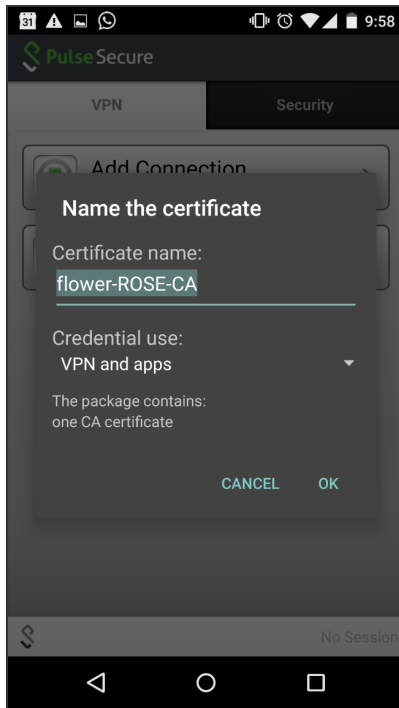 31
9:58
Pulse Secure
VPN
Security
Add Connection
Name the certificate
Certificate name:
flower-ROSE-CA
Credential use:
VPN and apps
The package contains:
one CA certificate
CANCEL
OK
No Session